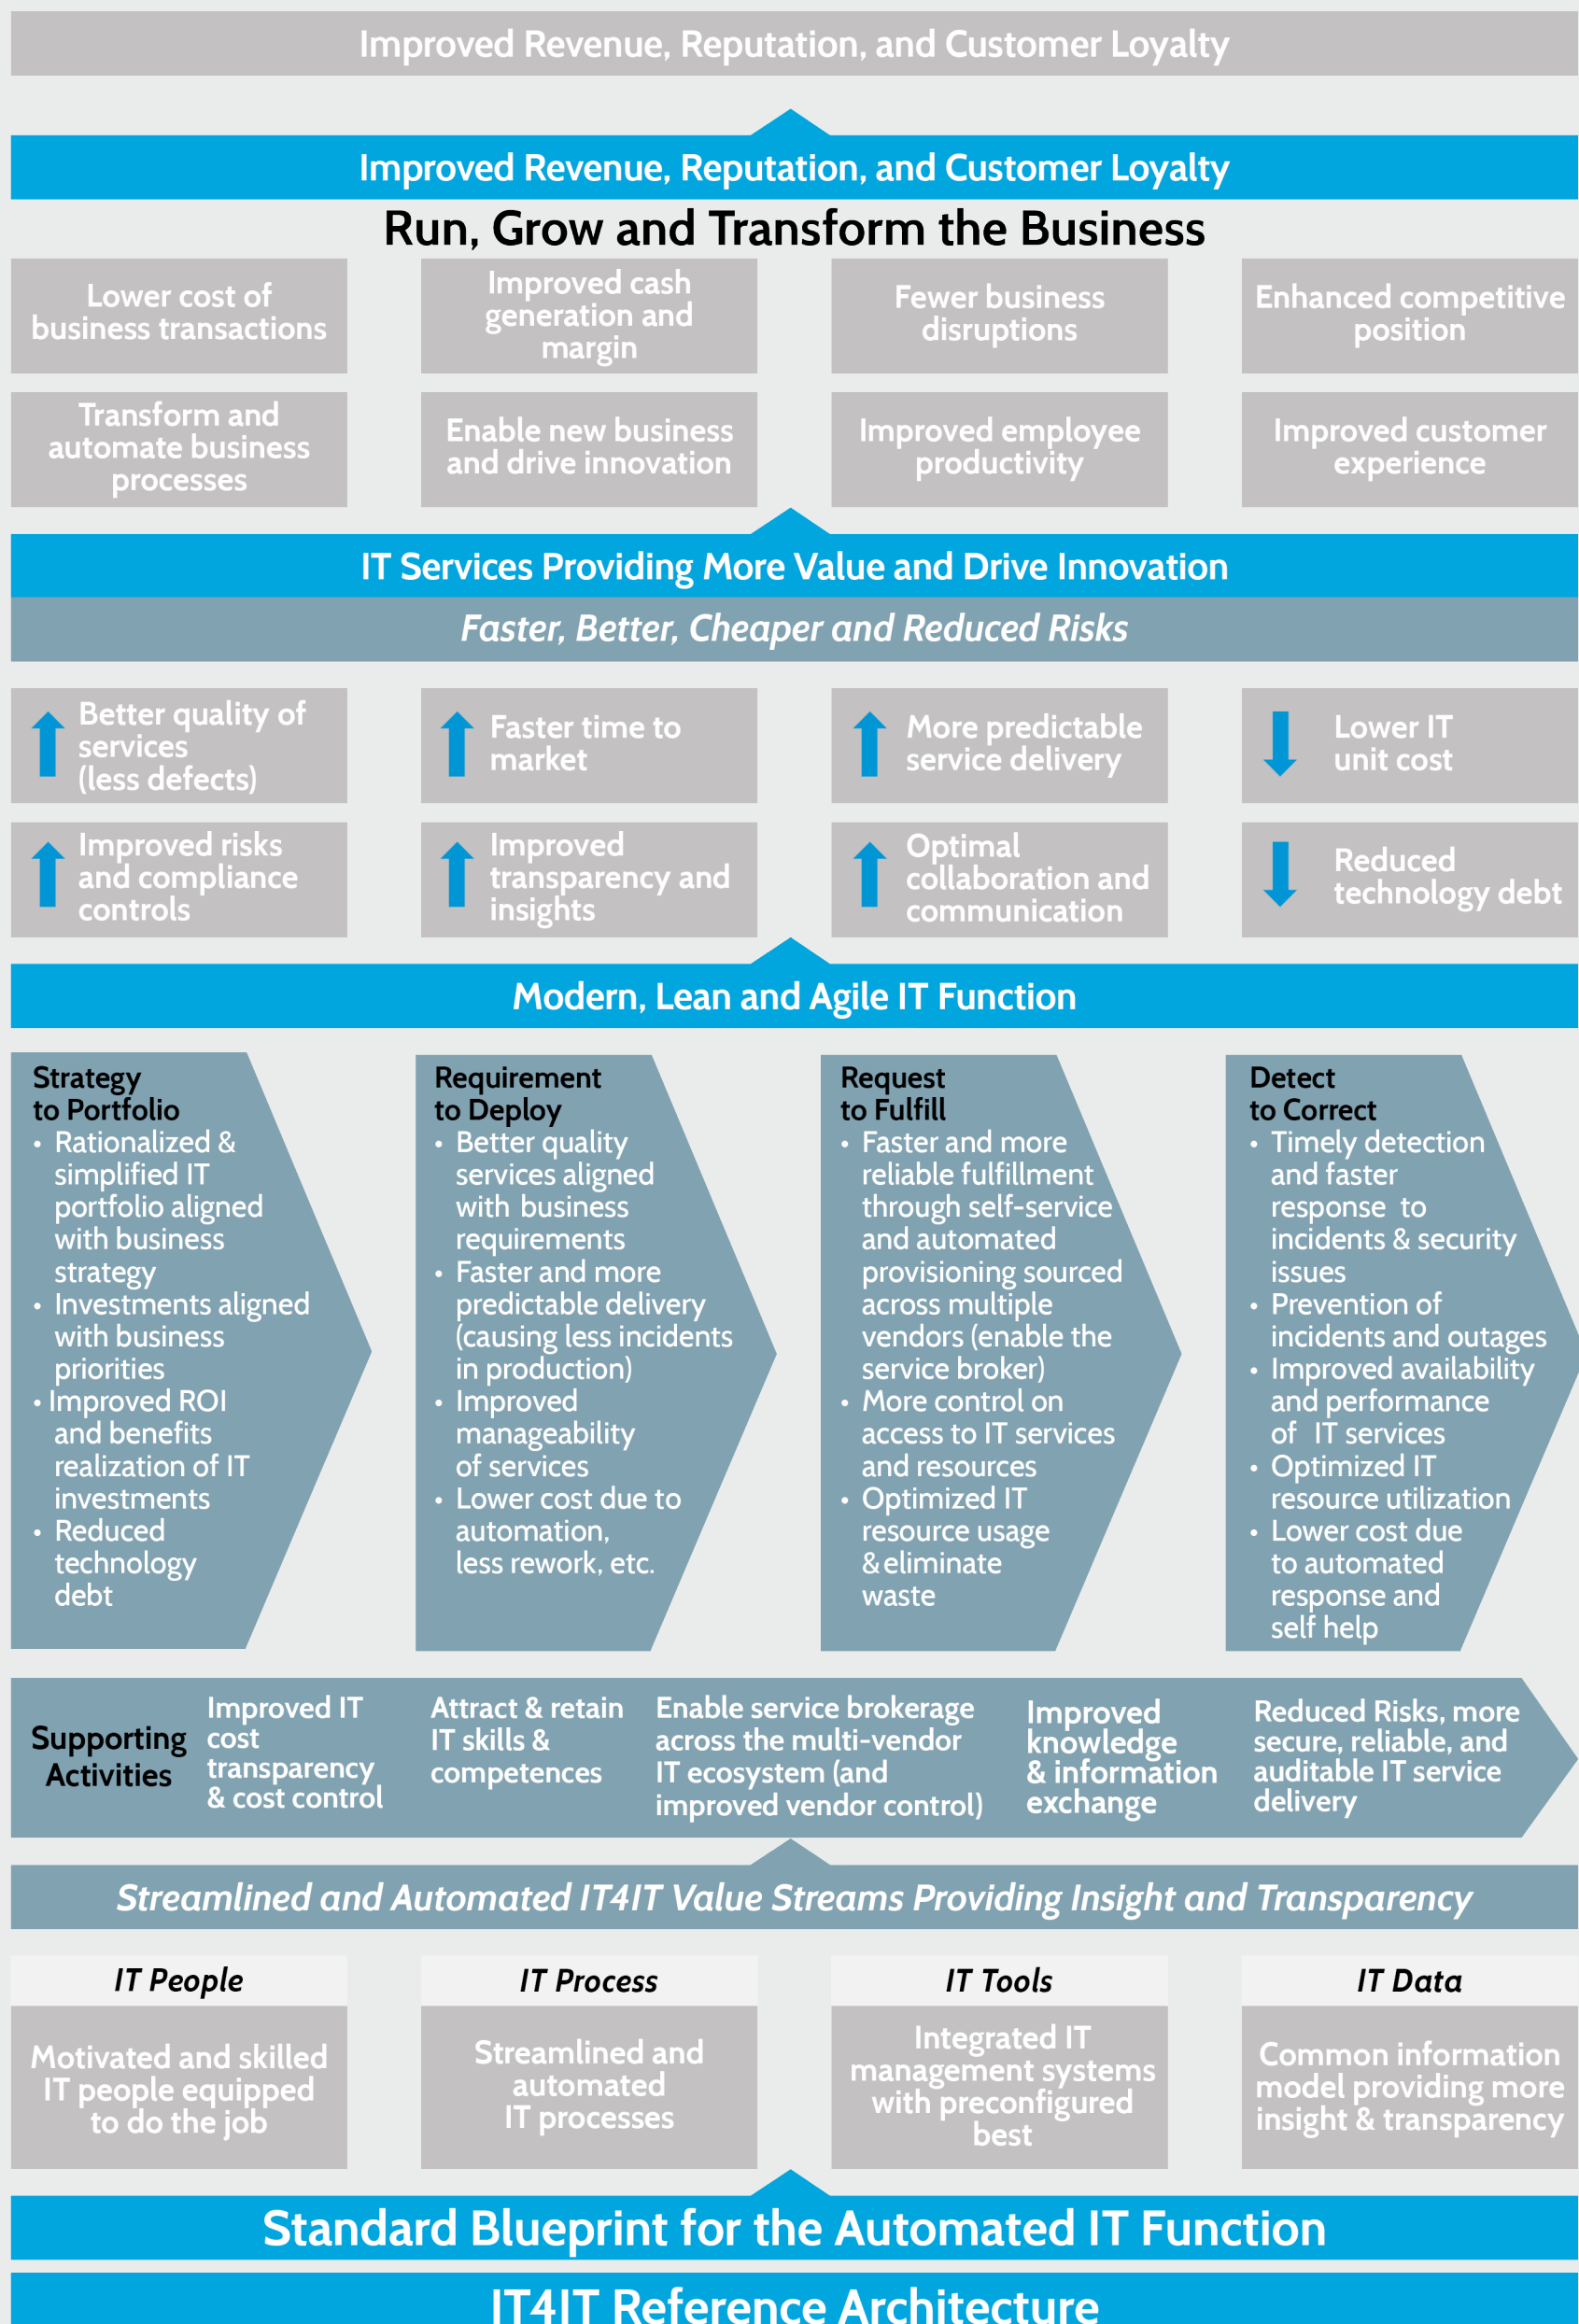 Improved Revenue, Reputation, and Customer Loyalty
Improved Revenue, Reputation, and Customer Loyalty
Run, Grow and Transform the Business
Lower cost of
business transactions
Improved cash
generation and
margin
Fewer business
disruptions
Enhanced competitive
position
Transform and
automate business
processes
Enable new business
and drive innovation
Improved employee
productivity
Improved customer
experience
IT Services Providing More Value and Drive Innovation
Faster, Better, Cheaper and Reduced Risks
Better quality of
services
(less defects)
Faster time to
market
More predictable
service delivery
Lower IT
unit cost
Improved risks
and compliance
controls
Improved
transparency and
insights
Optimal
collaboration and
communication
Reduced
technology debt
Modern, Lean and Agile IT Function
Strategy
to Portfolio
• Rationalized &
simplified IT
portfolio aligned
with business
strategy
• Investments aligned
with business
priorities
• Improved ROI
and benefits
realization of IT
investments
• Reduced
technology
debt
Requirement
to Deploy
• Better quality
services aligned
with business
requirements
• Faster and more
predictable delivery
(causing less incidents
in production)
• Improved
manageability
of services
• Lower cost due to
automation,
less rework, etc.
Request
to Fulfill
• Faster and more
reliable fulfillment
through self-service
and automated
provisioning sourced
across multiple
vendors (enable the
service broker)
• More control on
access to IT services
and resources
• Optimized IT
resource usage
& eliminate
waste
Detect
to Correct
• Timely detection
and faster
response to
incidents & security
issues
• Prevention of
incidents and outages
• Improved availability
and performance
of IT services
• Optimized IT
resource utilization
• Lower cost due
to automated
response and
self help
Supporting
Activities
Improved IT
cost
transparency
& cost control
Attract & retain
IT skills &
competences
Enable service brokerage
across the multi-vendor
IT ecosystem (and
improved vendor control)
Improved
knowledge
& information
exchange
Reduced Risks, more
secure, reliable, and
auditable IT service
delivery
Streamlined and Automated IT4IT Value Streams Providing Insight and Transparency
IT People
Motivated and skilled
IT people equipped
to do the job
IT Process
Streamlined and
automated
IT processes
IT Tools
Integrated IT
management systems
with preconfigured
best
IT Data
Common information
model providing more
insight & transparency
Standard Blueprint for the Automated IT Function
IT4IT Reference Architecture